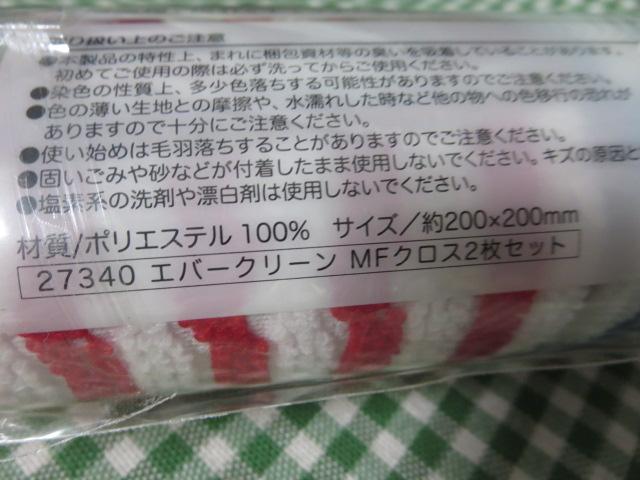 り扱い上のご注意
●本製品の特性上、まれに梱包資材等の臭いを吸着していることがあります。
初めてご使用の際は必ず洗ってからご使用ください。
●染色の性質上、多少色落ちする可能性がありますのでご注意ください。
●色の薄い生地との摩擦や、水濡れした時など他の物への色移行の恐れが
ありますので十分にご注意ください。
●使い始めは毛羽落ちすることがありますのでご注意ください。
●固いごみや砂などが付着したまま使用しないでください。キズの原因と
●塩素系の洗剤や漂白剤は使用しないでください。
材質/ポリエステル100% サイズ/約200×200mm
27340 エバークリーン MFクロス2枚セット